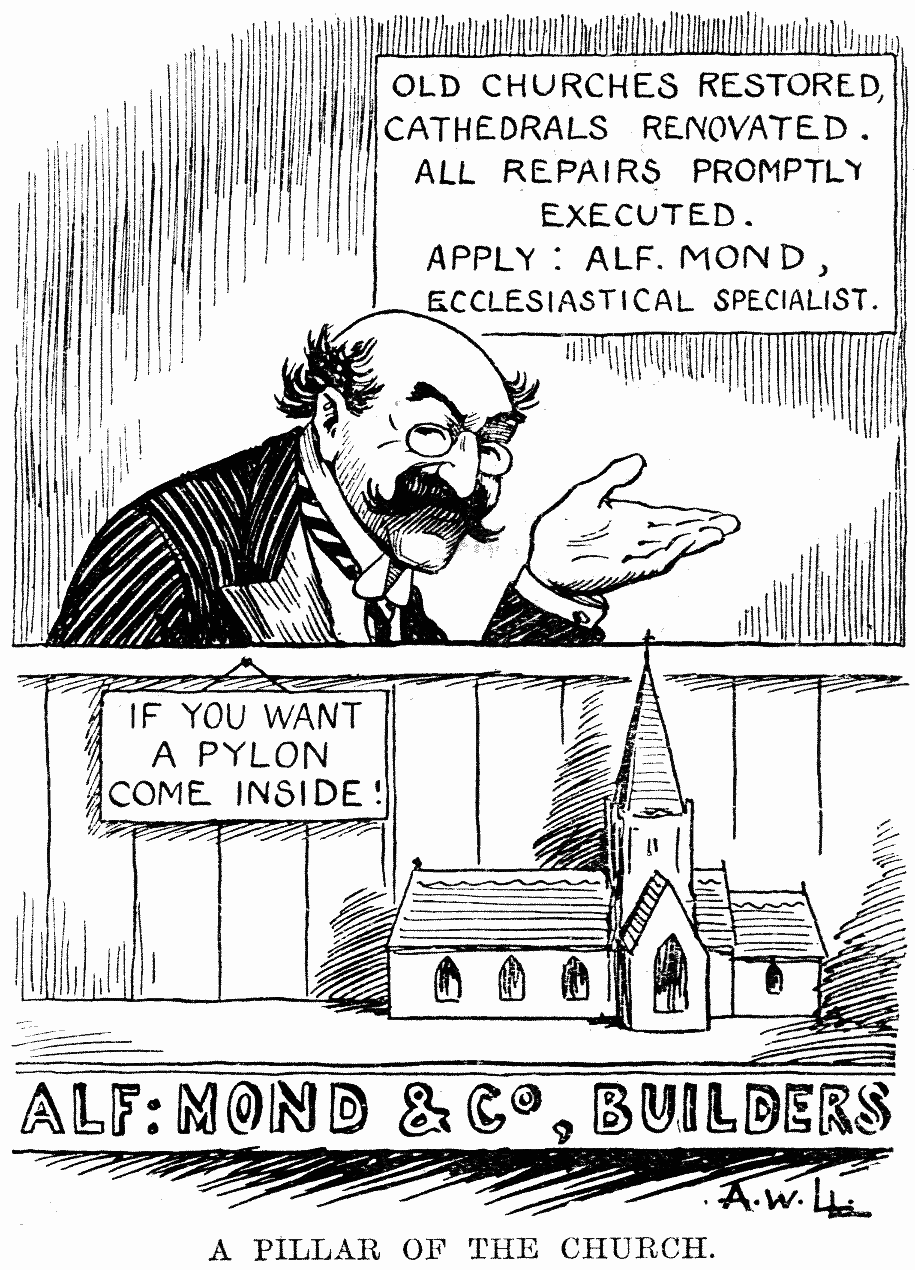 OLD CHURCHES RESTORED,
CATHEDRALS RENOVATED.
ALL REPAIRS PROMPTLY
EXECUTED.
APPLY: ALF. MOND,
ECCLESIASTICAL SPECIALIST.
IF YOU WANT
A PYLON
COME INSIDE!
ALF: MOND & Co, BUILDERS
A.W.LL.
A PILLAR OF THE CHURCH.